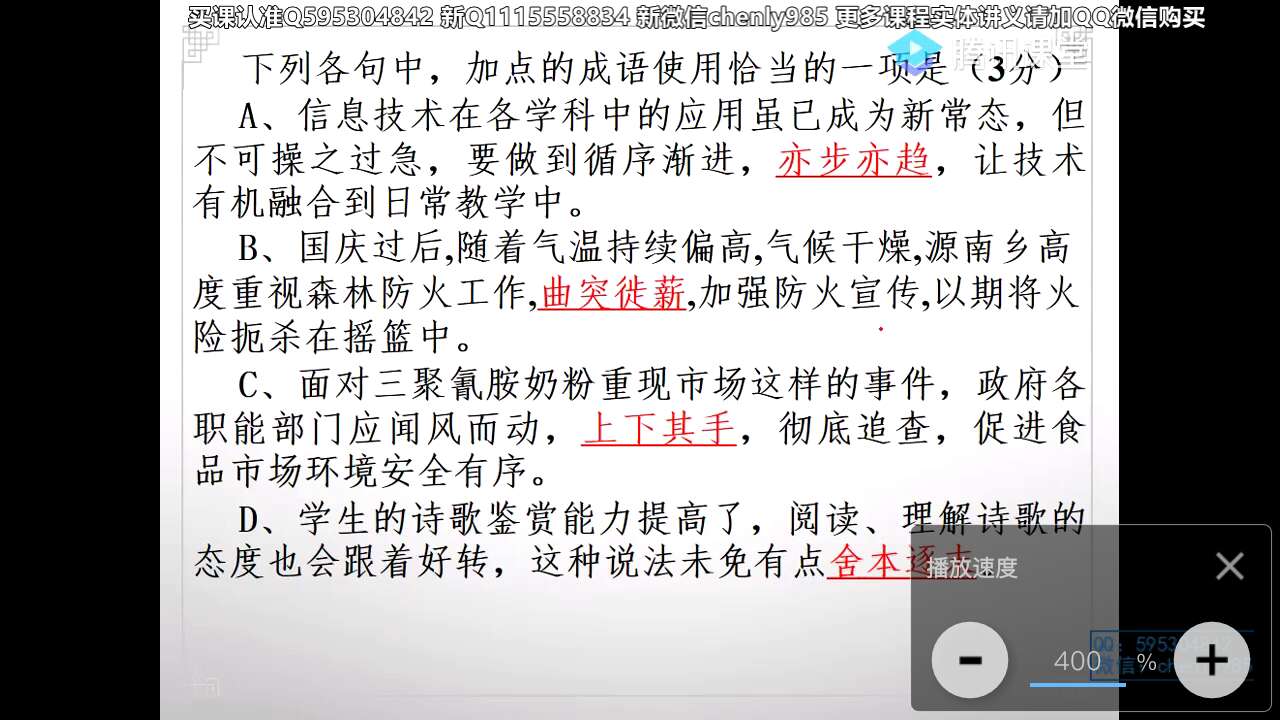 买课认准Q595304842 新Q1115558834 新微信chenly985 更多课程实体讲义请加QQ微信购买
腾讯课堂
下列各句中，加点的成语使用恰当的一项是（3分）
A、信息技术在各学科中的应用虽已成为新常态，但
不可操之过急，要做到循序渐进，亦步亦趋，让技术
有机融合到日常教学中。
B、国庆过后,随着气温持续偏高,气候干燥,源南乡高
度重视森林防火工作,曲突徙薪,加强防火宣传,以期将火
险扼杀在摇篮中。
C、面对三聚氰胺奶粉重现市场这样的事件，政府各
职能部门应闻风而动，上下其手，彻底追查，促进食
品市场环境安全有序。
D、学生的诗歌鉴赏能力提高了，阅读、理解诗歌的
态度也会跟着好转，这种说法未免有点舍本逐末
播放速度
- 400 % +